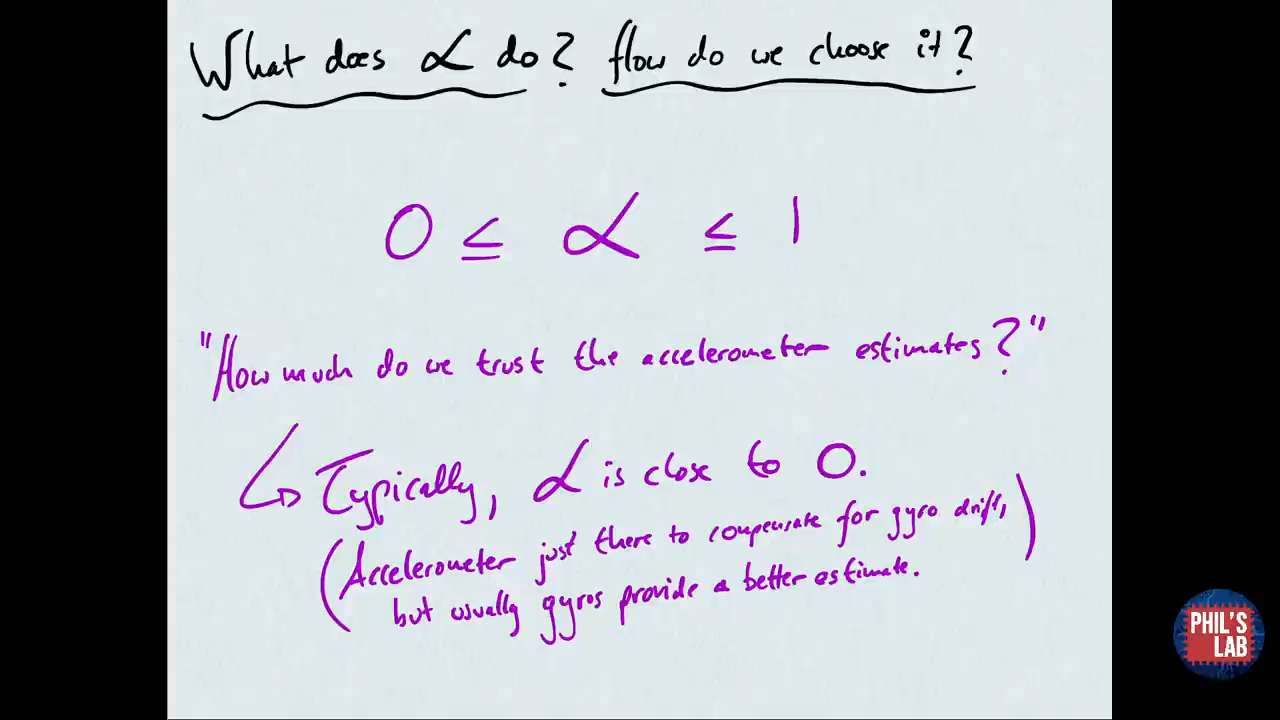 What does α do? How do we choose it?
0 ≤ α ≤ 1
"How much do we trust the accelerometer estimates?"
↳ Typically, α is close to 0.
(Accelerometer just there to compensate for gyro drift,
but usually gyros provide a better estimate.)
PHIL'S
LAB